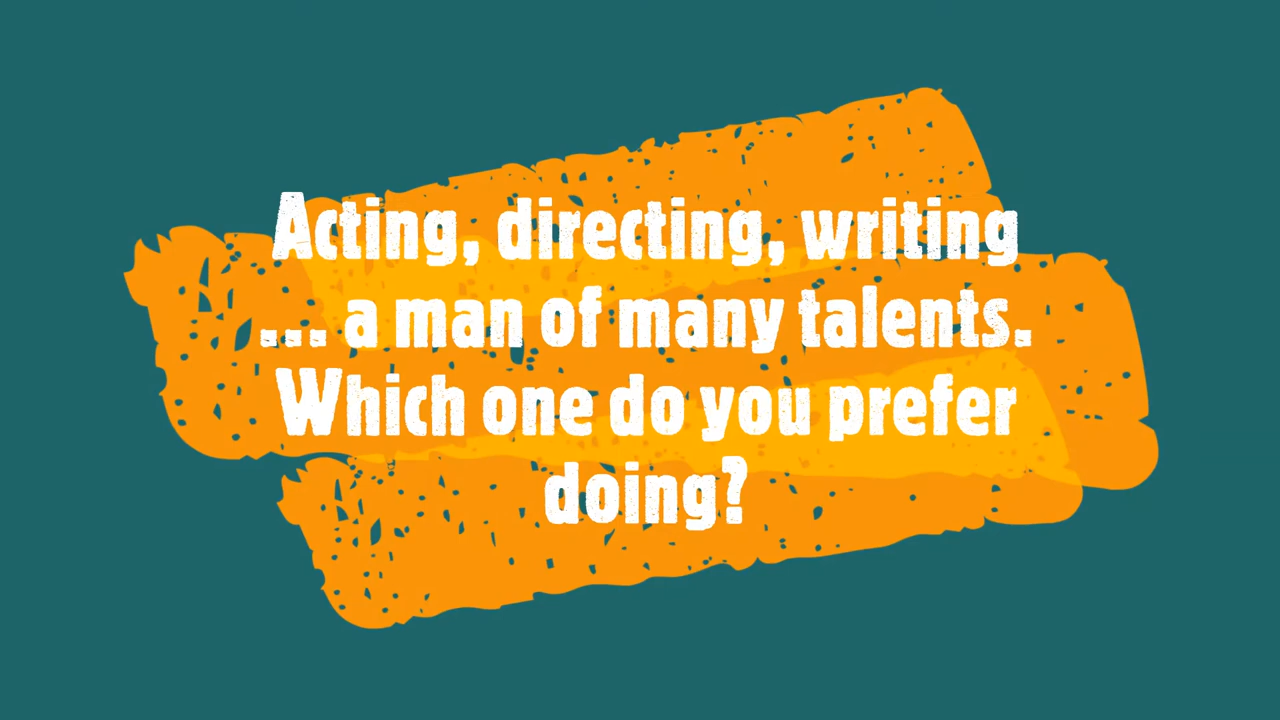 Acting, directing, writing
... a man of many talents.
Which one do you prefer
doing?